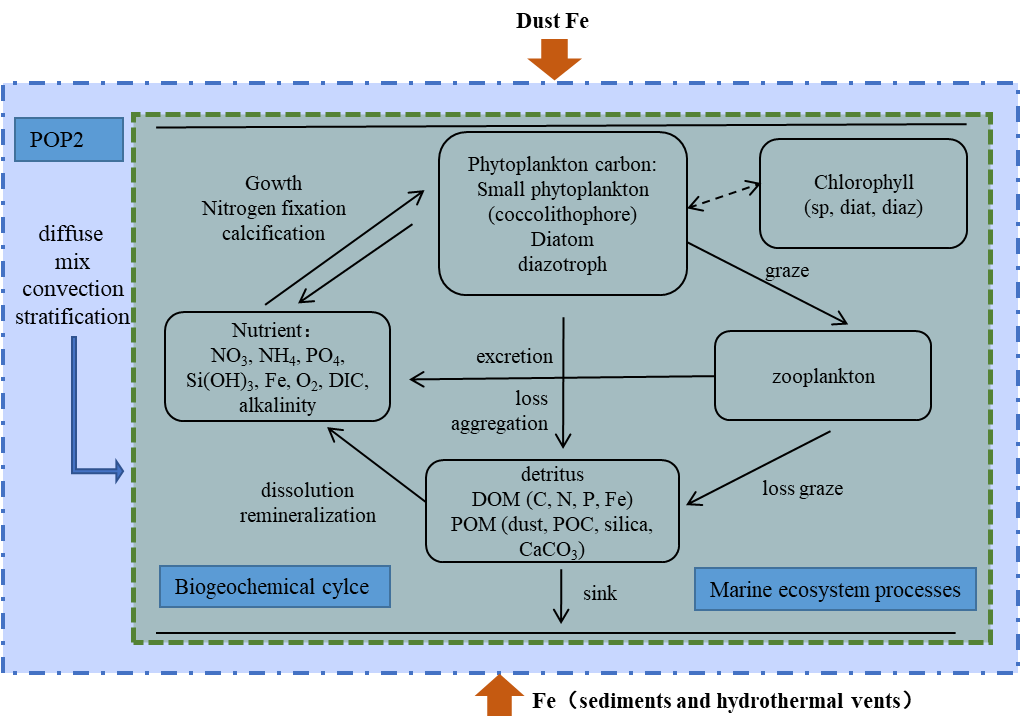 Dust Fe
POP2
diffuse
mix
convection
stratification
Gowth
Nitrogen fixation
calcification
Phytoplankton carbon:
Small phytoplankton
(coccolithophore)
Diatom
diazotroph
Chlorophyll
(sp, diat, diaz)
graze
Nutrient：
NO₃, NH₄, PO₄,
Si(OH)₃, Fe, O₂, DIC,
alkalinity
excretion
loss
aggregation
zooplankton
dissolution
remineralization
detritus
DOM (C, N, P, Fe)
POM (dust, POC, silica,
CaCO₃)
loss graze
Biogeochemical cylce
sink
Marine ecosystem processes
Fe（sediments and hydrothermal vents）